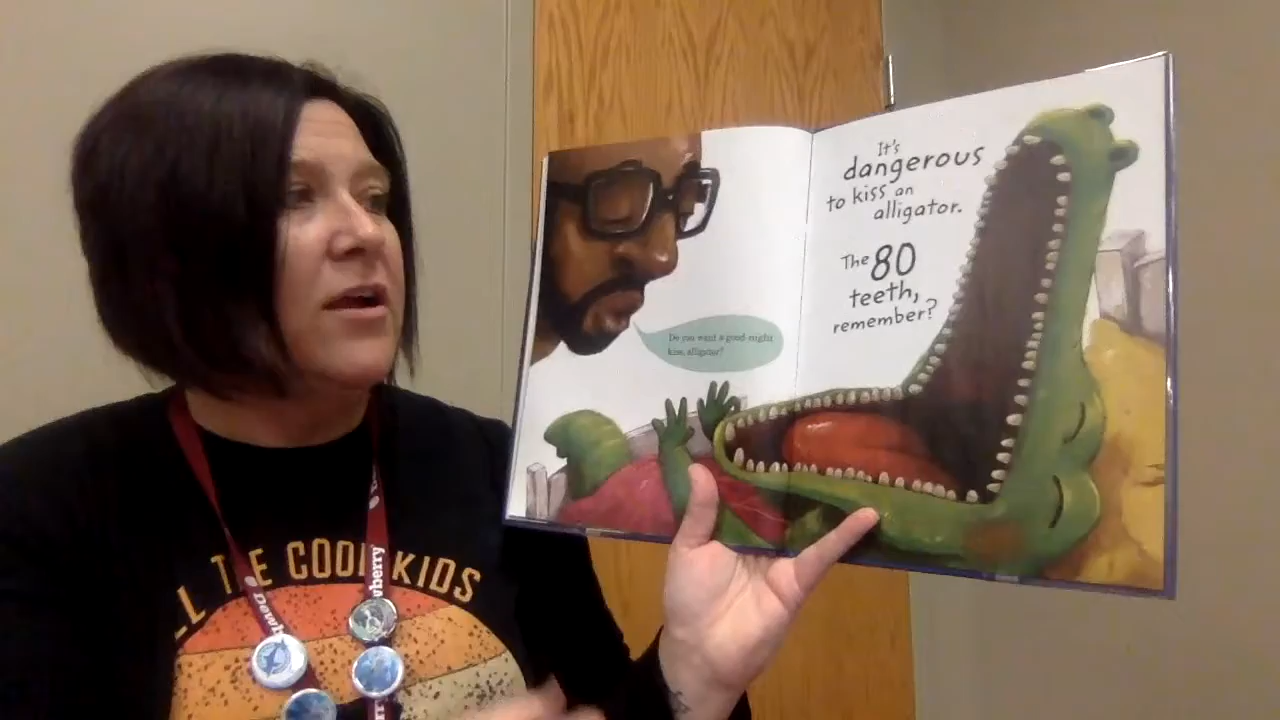 Do you want a good-night
kiss, alligator?
It's
dangerous
to kiss an
alligator.
The 80
teeth,
remember?
COOL KIDS